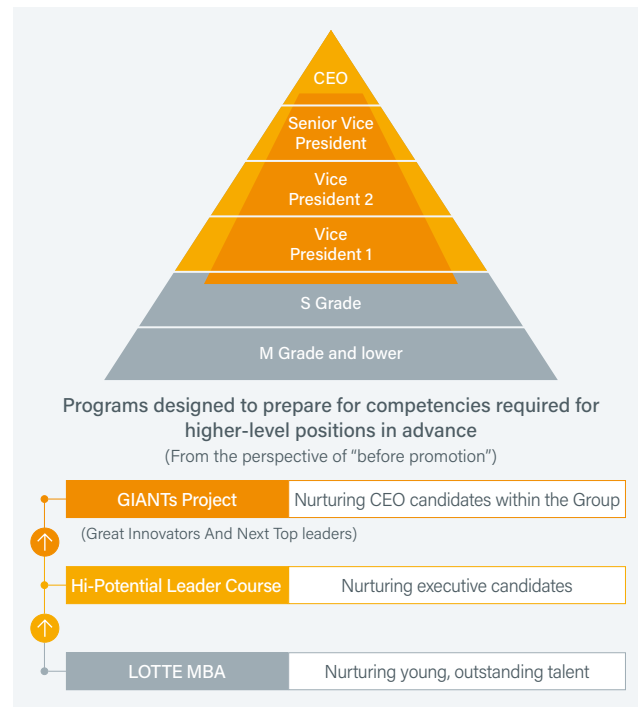 CEO
Senior Vice
President
Vice
President 2
Vice
President 1
S Grade
M Grade and lower
Programs designed to prepare for competencies required for
higher-level positions in advance
(From the perspective of “before promotion”)
GIANTs Project
Nurturing CEO candidates within the Group
(Great Innovators And Next Top leaders)
Hi-Potential Leader Course
Nurturing executive candidates
LOTTE MBA
Nurturing young, outstanding talent